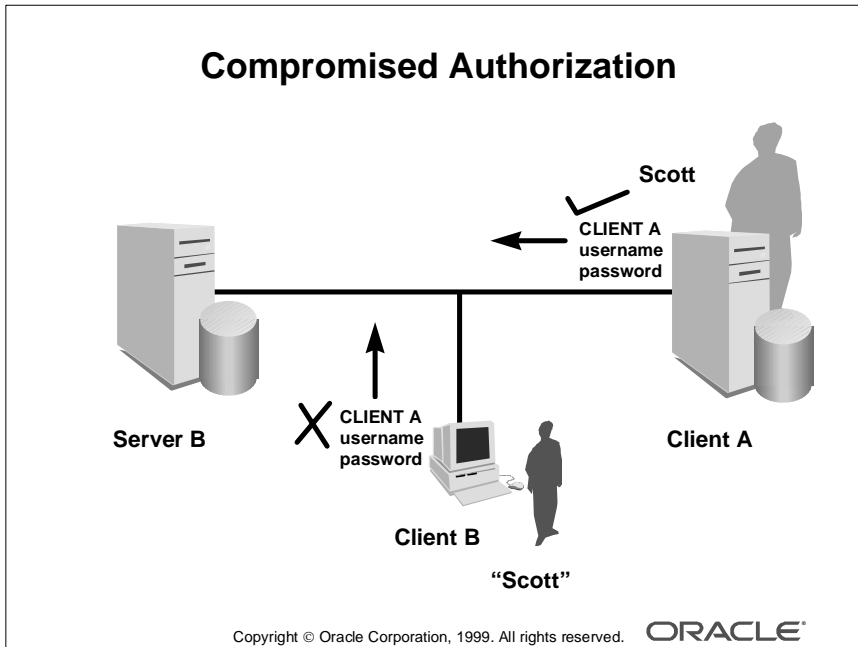 Compromised Authorization
Scott
CLIENT A
username
password
Server B
CLIENT A
username
password
Client A
Client B
“Scott”
Copyright © Oracle Corporation, 1999. All rights reserved.
ORACLE®